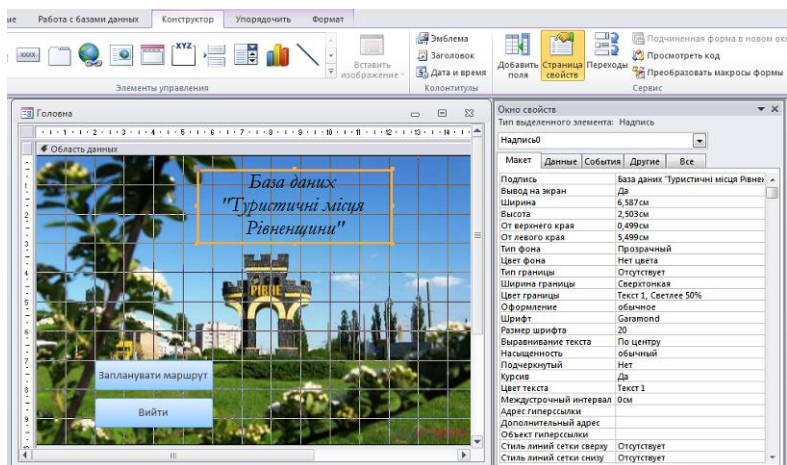 ые
Работа с базами данных
Конструктор
Упорядочить
Формат
XYZ
Вставить изображение
Элементы управления
Эмблема
Заголовок
Дата и время
Колонтитулы
Добавить поля
Страница свойств
Переходы
Подчиненная форма в новом ок
Просмотреть код
Преобразовать макросы формы
Сервис
Головна
Область данных
База даних
"Туристичні місця
Рівненщини"
РІВНЕ
Запланувати маршрут
Вийти
Окно свойств
Тип выделенного элемента: Надпись
Надпись0
Макет Данные События Другие Все
Подпись База даних "Туристичні місця Рівнен
Вывод на экран Да
Ширина 6,587см
Высота 2,503см
От верхнего края 0,499см
От левого края 5,499см
Тип фона Прозрачный
Цвет фона Нет цвета
Тип границы Отсутствует
Ширина границы Сверхтонкая
Цвет границы Текст 1, Светлее 50%
Оформление обычное
Шрифт Garamond
Размер шрифта 20
Выравнивание текста По центру
Насыщенность обычный
Подчеркнутый Нет
Курсив Да
Цвет текста Текст 1
Междустрочный интервал 0см
Адрес гиперссылки
Дополнительный адрес
Объект гиперссылки
Стиль линий сетки сверху Отсутствует
Стиль линий сетки снизу Отсутствует